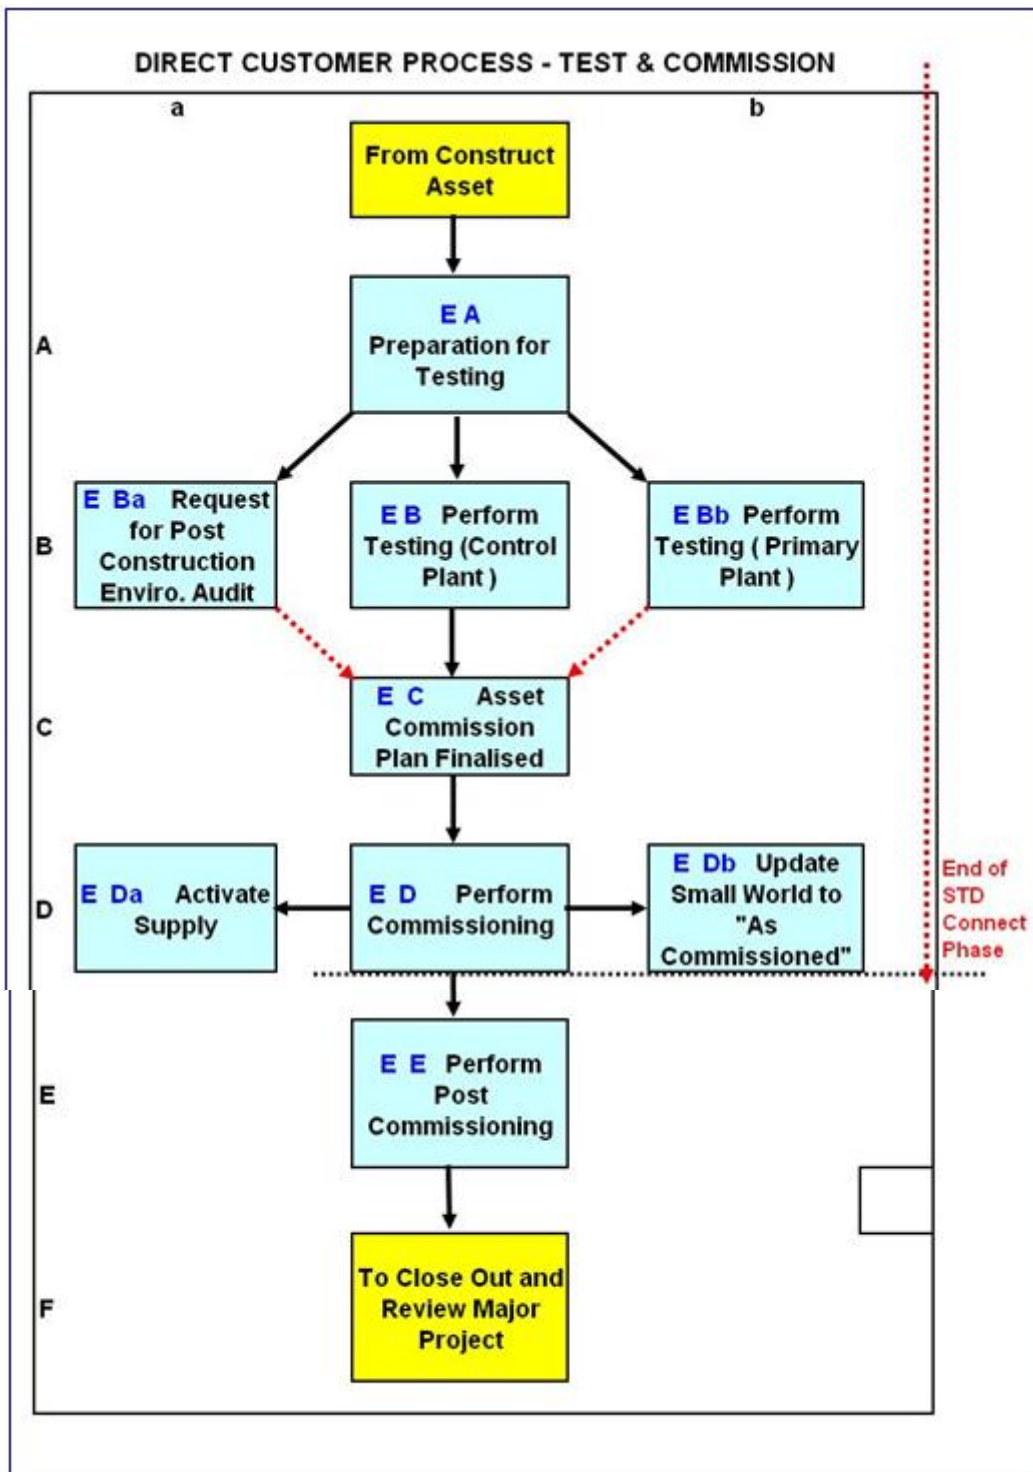 DIRECT CUSTOMER PROCESS - TEST & COMMISSION
a
b
From Construct
Asset
A
E A
Preparation for
Testing
B
E Ba Request
for Post
Construction
Enviro. Audit
E B Perform
Testing (Control
Plant )
E Bb Perform
Testing ( Primary
Plant )
C
E C Asset
Commission
Plan Finalised
D
E Da Activate
Supply
E D Perform
Commissioning
E Db Update
Small World to
"As
Commissioned"
End of
STD
Connect
Phase
E
E E Perform
Post
Commissioning
F
To Close Out and
Review Major
Project